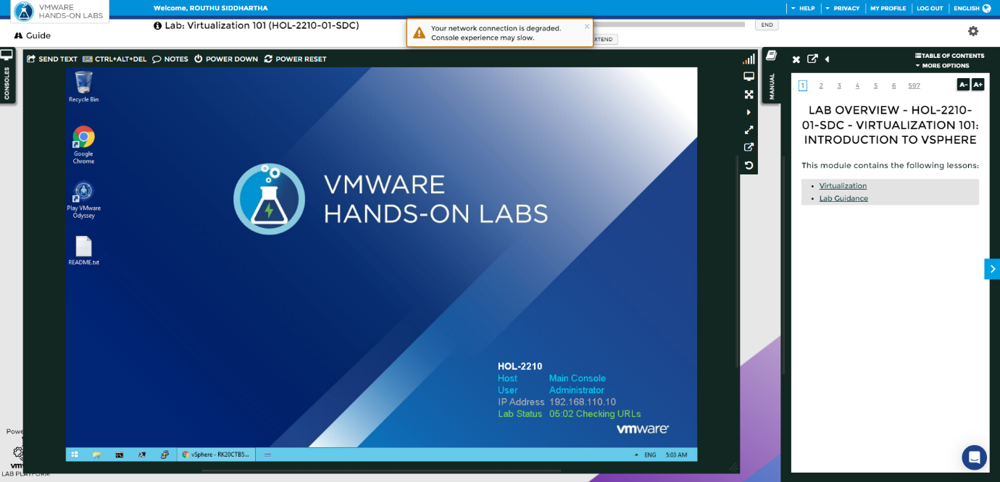 VMWARE
HANDS-ON LABS
Welcome, ROUTHU SIDDHARTHA
HELP
PRIVACY
MY PROFILE
LOG OUT
ENGLISH
Guide
Lab: Virtualization 101 (HOL-2210-01-SDC)
Your network connection is degraded.
Console experience may slow.
END
XTEND
CONSOLES
SEND TEXT
CTRL+ALT+DEL
NOTES
POWER DOWN
POWER RESET
Recycle Bin
Google
Chrome
Play VMware
Odyssey
README.txt
VMWARE
HANDS-ON LABS
HOL-2210
Host Main Console
User Administrator
IP Address 192.168.110.10
Lab Status 05:02 Checking URLs
vmware
vSphere - RK20CTB5...
ENG 5:03 AM
Powe
vm
LAB PLATFORM
MANUAL
TABLE OF CONTENTS
MORE OPTIONS
1 2 3 4 5 6 597
A- A+
LAB OVERVIEW - HOL-2210-
01-SDC - VIRTUALIZATION 101:
INTRODUCTION TO VSPHERE
This module contains the following lessons:
• Virtualization
• Lab Guidance